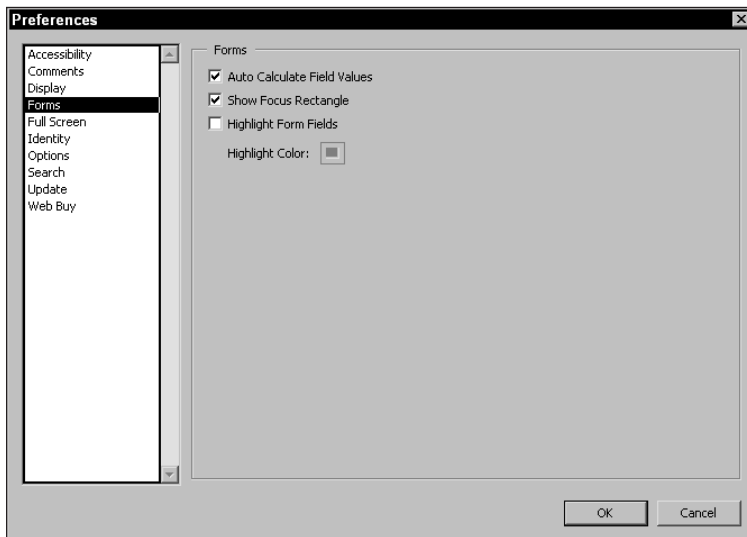 Preferences
Accessibility
Comments
Display
Forms
Full Screen
Identity
Options
Search
Update
Web Buy
Forms
Auto Calculate Field Values
Show Focus Rectangle
Highlight Form Fields
Highlight Color:
OK
Cancel